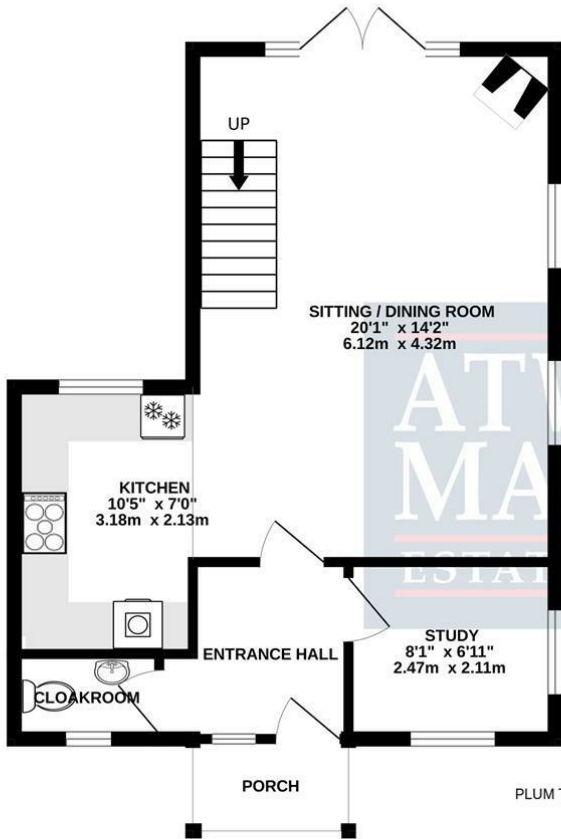 UP
SITTING / DINING ROOM
20'1" x 14'2"
6.12m x 4.32m
KITCHEN
10'5" x 7'0"
3.18m x 2.13m
STUDY
8'1" x 6'11"
2.47m x 2.11m
ENTRANCE HALL
CLOAKROOM
PORCH
PLUM